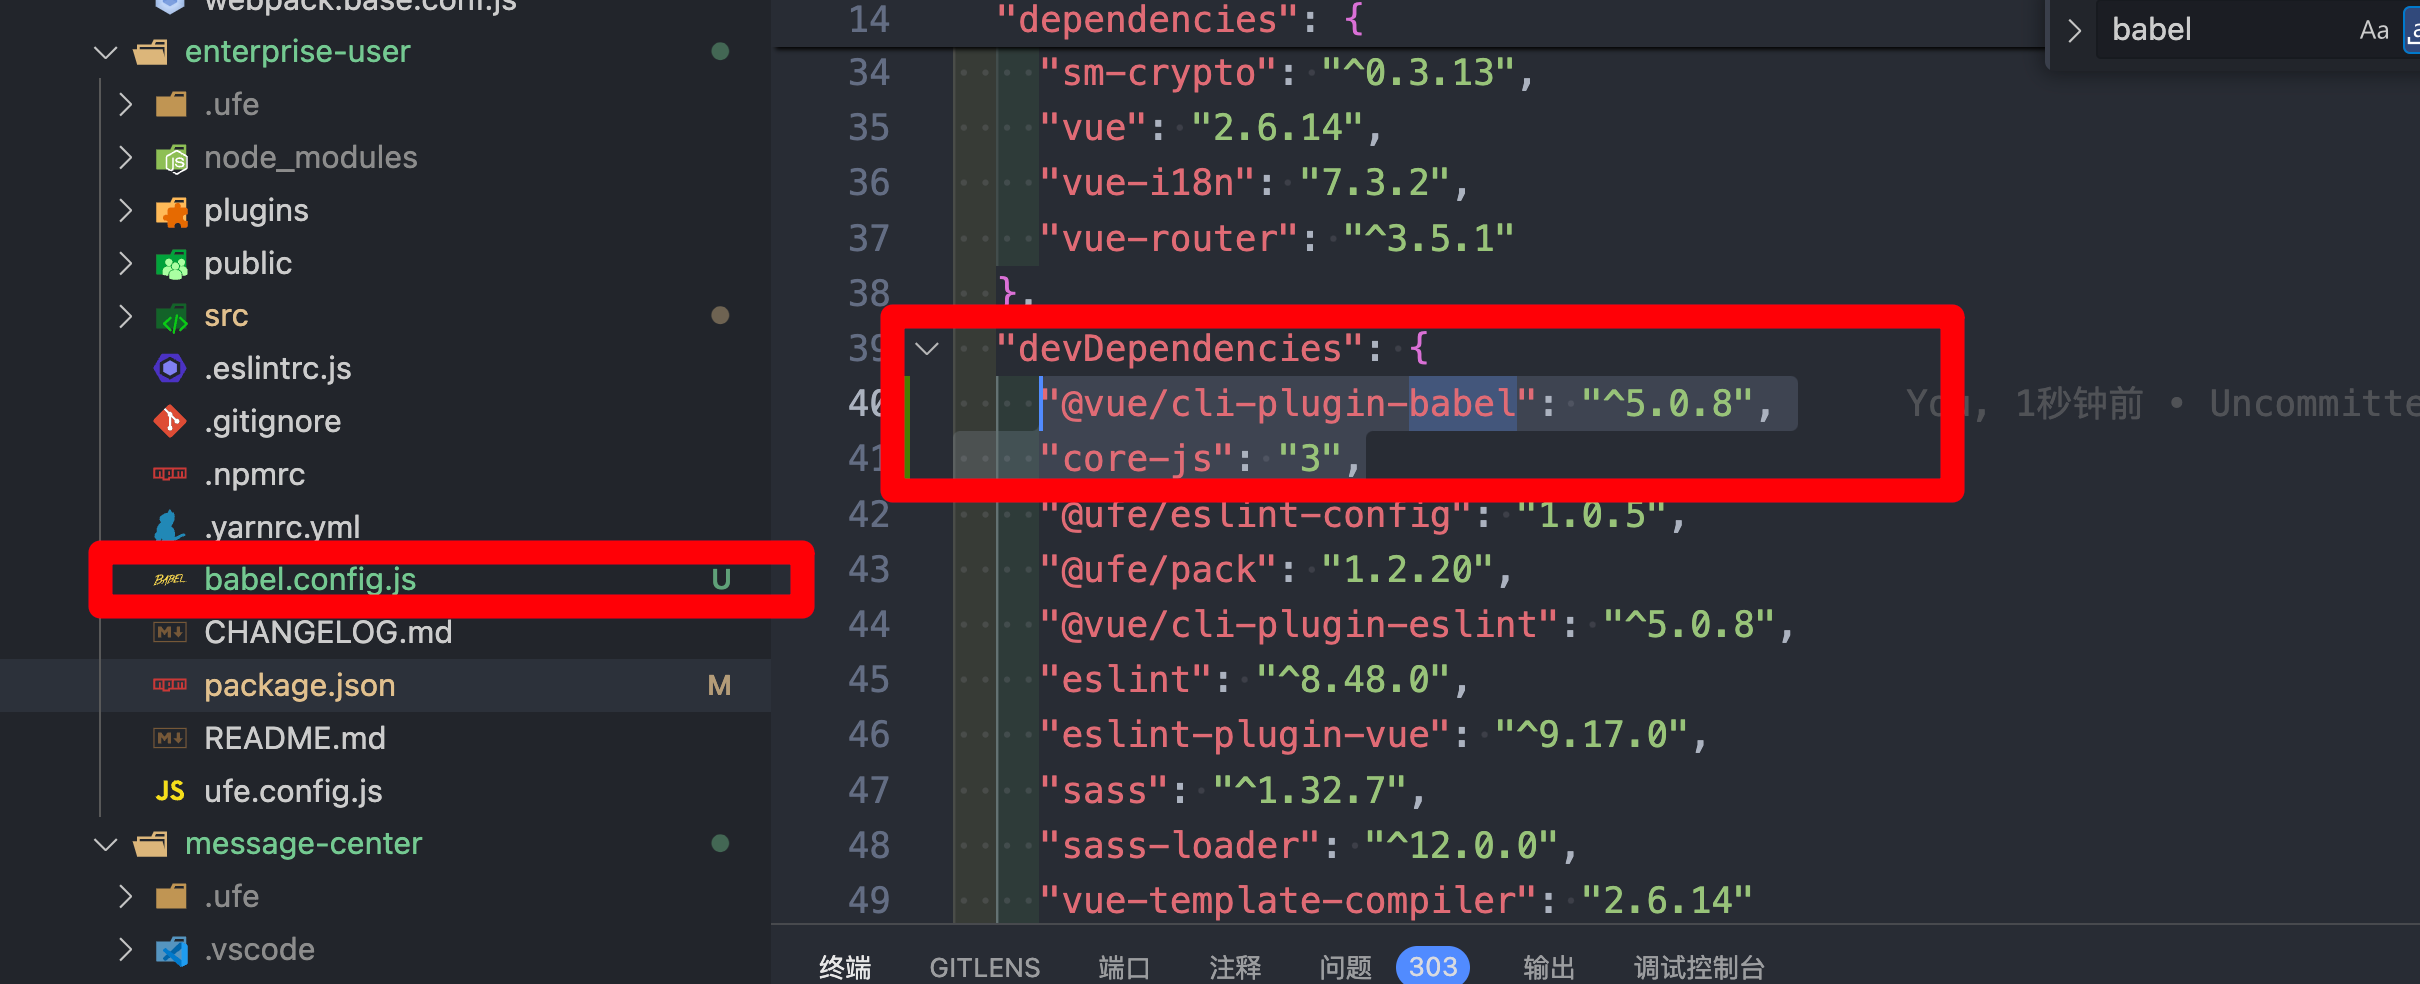 webpack.base.conf.js
enterprise-user
.ufe
node_modules
plugins
public
src
.eslintrc.js
.gitignore
.npmrc
.yarnrc.yml
babel.config.js U
CHANGELOG.md
package.json M
README.md
JS ufe.config.js
message-center
.ufe
.vscode
14 "dependencies": {
34 "sm-crypto": "^0.3.13",
35 "vue": "2.6.14",
36 "vue-i18n": "7.3.2",
37 "vue-router": "^3.5.1"
38 },
39 "devDependencies": {
40 "@vue/cli-plugin-babel": "^5.0.8", You, 1秒钟前 • Uncommitte
41 "core-js": "3",
42 "@ufe/eslint-config": "1.0.5",
43 "@ufe/pack": "1.2.20",
44 "@vue/cli-plugin-eslint": "^5.0.8",
45 "eslint": "^8.48.0",
46 "eslint-plugin-vue": "^9.17.0",
47 "sass": "^1.32.7",
48 "sass-loader": "^12.0.0",
49 "vue-template-compiler": "2.6.14"
babel Aa
终端 GITLENS 端口 注释 问题 303 输出 调试控制台